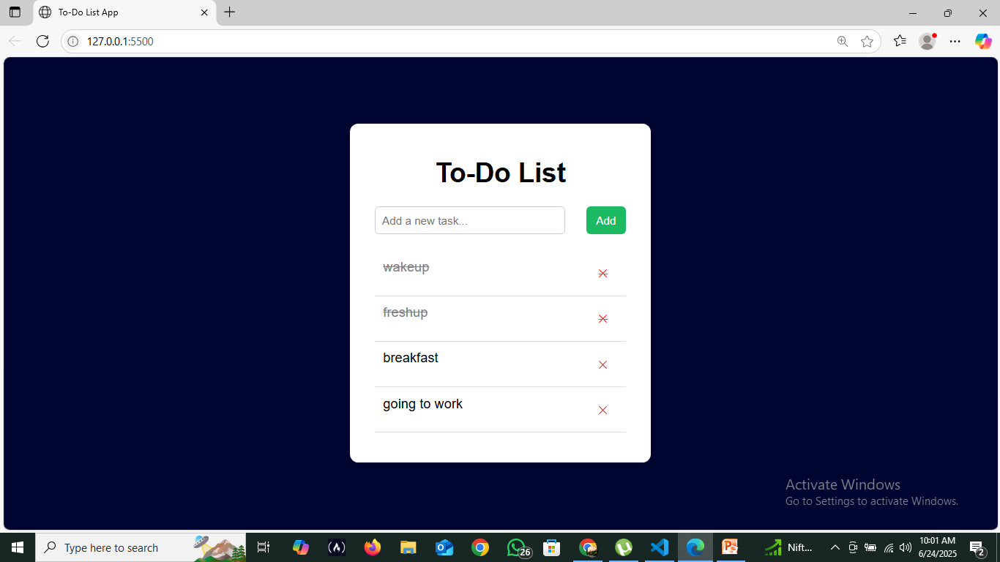 To-Do List App
127.0.0.1:5500
To-Do List
Add a new task...
Add
wakeup
freshup
breakfast
going to work
Activate Windows
Go to Settings to activate Windows.
Type here to search
26
Nift...
10:01 AM
6/24/2025
2